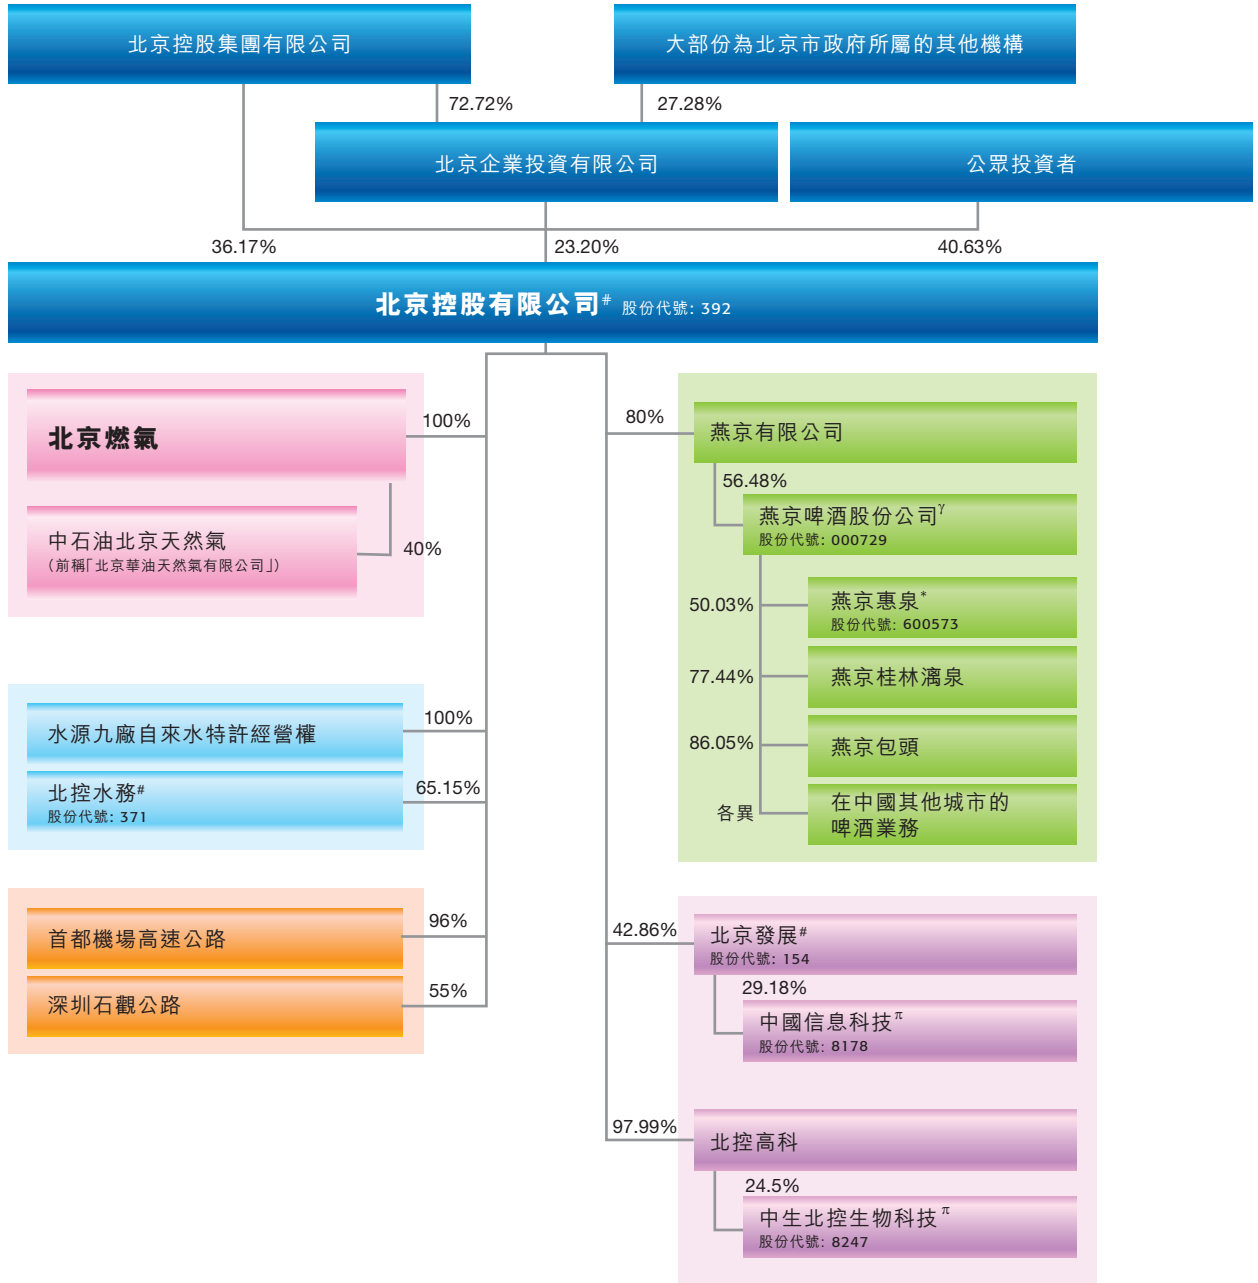 北京控股集團有限公司
大部份為北京市政府所屬的其他機構
72.72%
27.28%
北京企業投資有限公司
公眾投資者
36.17%
23.20%
40.63%
北京控股有限公司# 股份代號: 392
100%
北京燃氣
中石油北京天然氣
(前稱「北京華油天然氣有限公司」)
40%
水源九廠自來水特許經營權
100%
北控水務#
股份代號: 371
65.15%
首都機場高速公路
96%
深圳石觀公路
55%
80%
燕京有限公司
56.48%
燕京啤酒股份公司γ
股份代號: 000729
50.03%
燕京惠泉*
股份代號: 600573
77.44%
燕京桂林漓泉
86.05%
燕京包頭
各異
在中國其他城市的
啤酒業務
42.86%
北京發展#
股份代號: 154
29.18%
中國信息科技π
股份代號: 8178
97.99%
北控高科
24.5%
中生北控生物科技π
股份代號: 8247